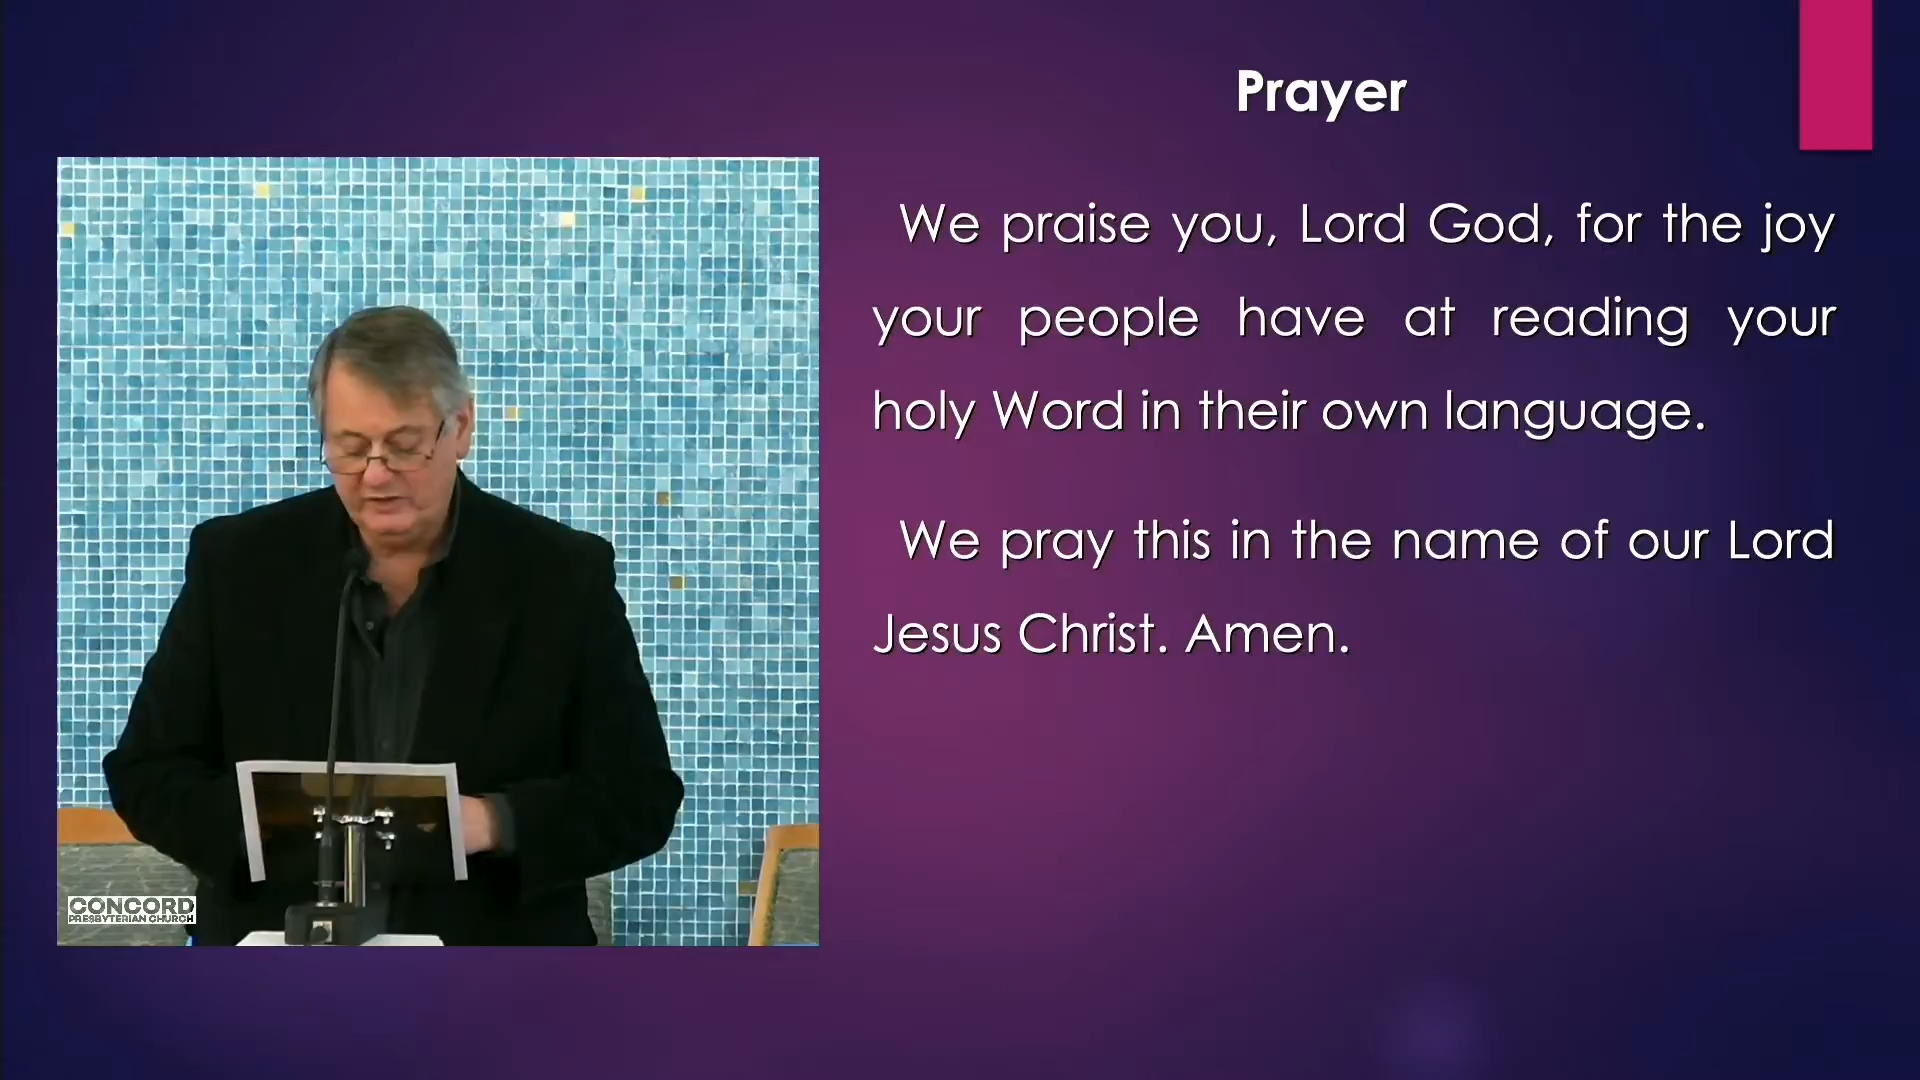 Prayer
We praise you, Lord God, for the joy
your people have at reading your
holy Word in their own language.
We pray this in the name of our Lord
Jesus Christ. Amen.
CONCORD
PRESBYTERIAN CHURCH